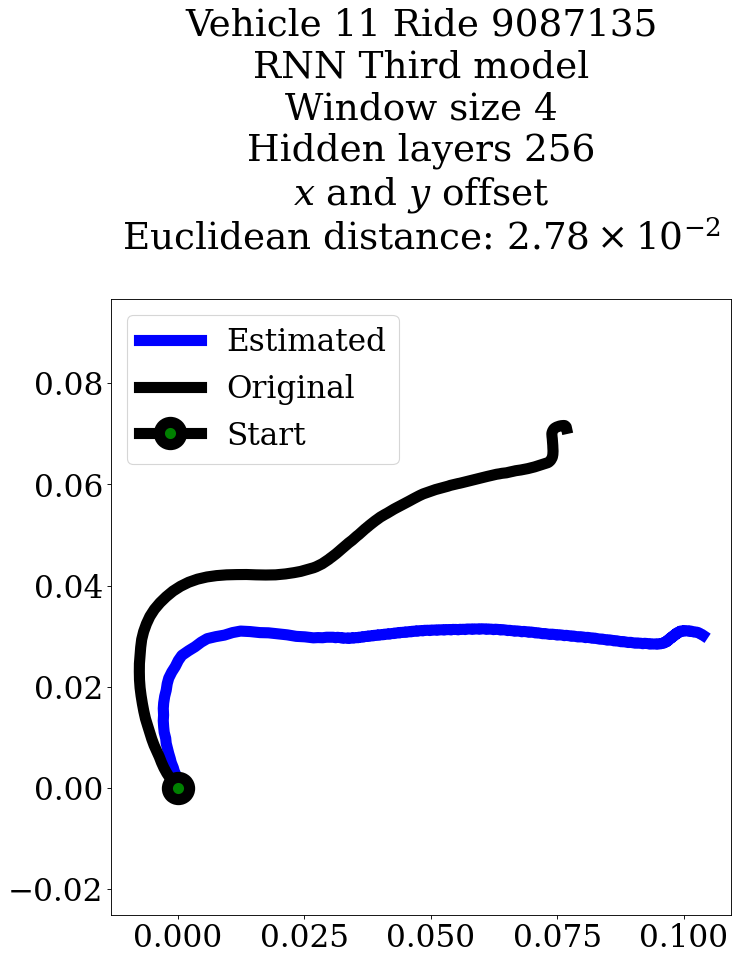 Vehicle 11 Ride 9087135
RNN Third model
Window size 4
Hidden layers 256
x and y offset
Euclidean distance: 2.78 × 10⁻²
Estimated
Original
Start
0.08
0.06
0.04
0.02
0.00
−0.02
0.000 0.025 0.050 0.075 0.100